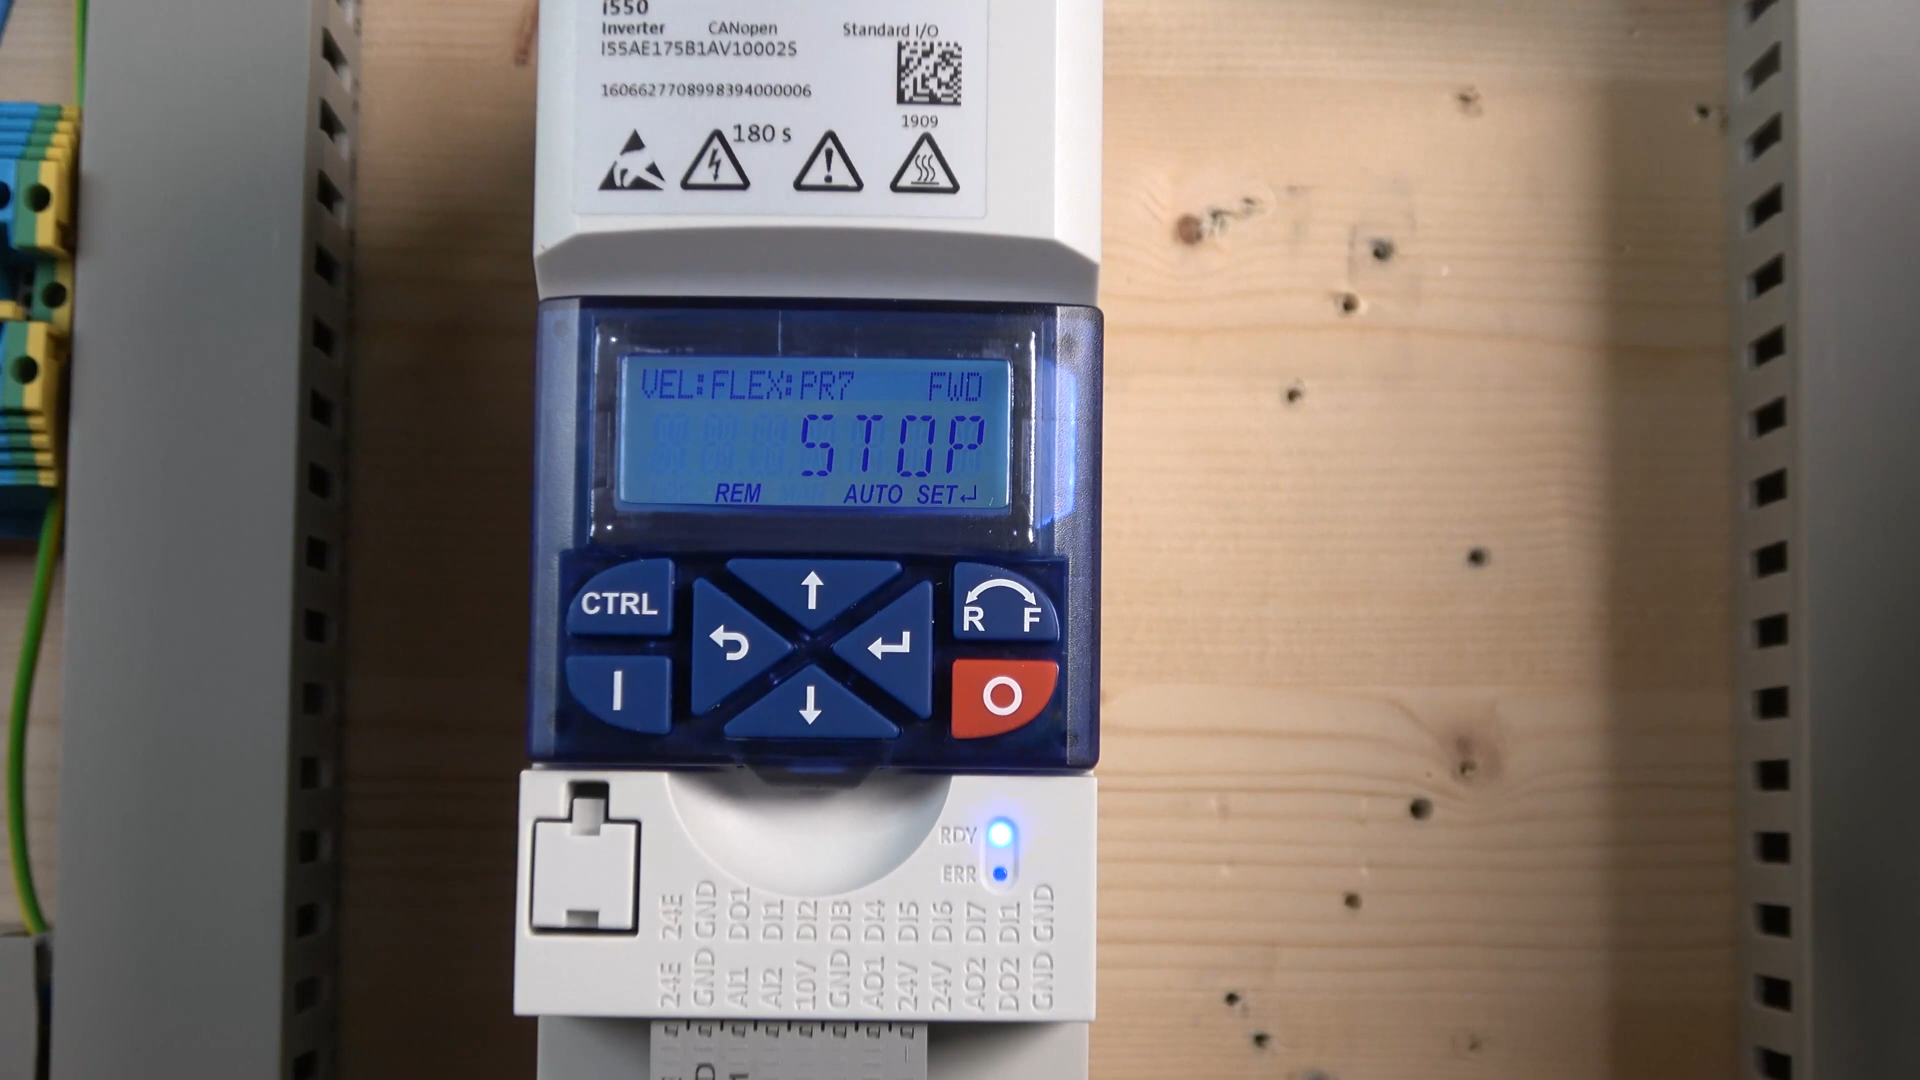 i550
Inverter CANopen Standard I/O
I55AE175B1AV10002S
1606627708998394000006
1909
180 s
VEL:FLEX:PR7 FWD
STOP
REM AUTO SET
CTRL
R F
I
O
RDY
ERR
24E GND DO1 DI1 DI2 DI3 DI4 DI5 DI6 DI7 DI1 GND
24E GND AI1 AI2 10V GND AO1 24V 24V AO2 DO2 GND